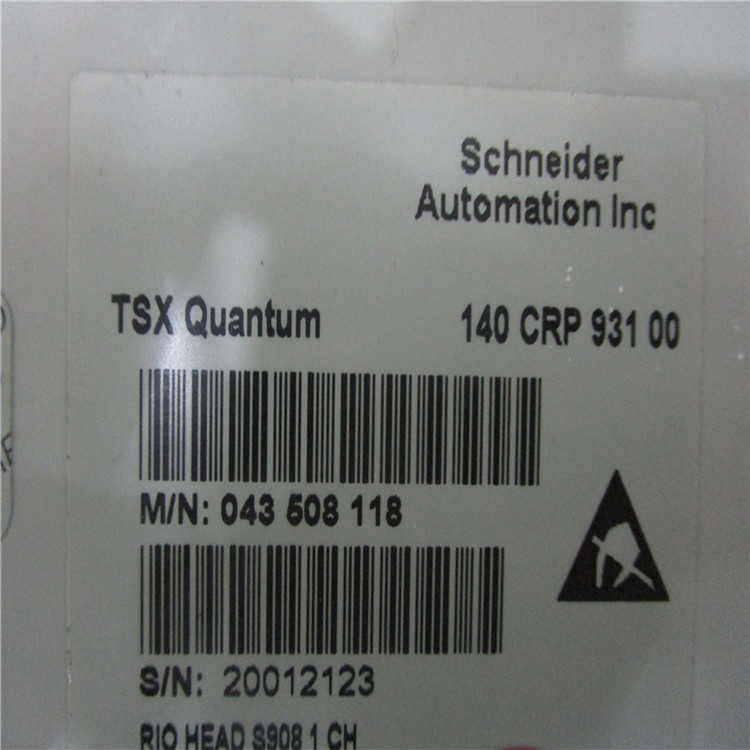 Schneider
Automation Inc
TSX Quantum 140 CRP 931 00
M/N: 043 508 118
S/N: 20012123
RIO HEAD S908 1 CH